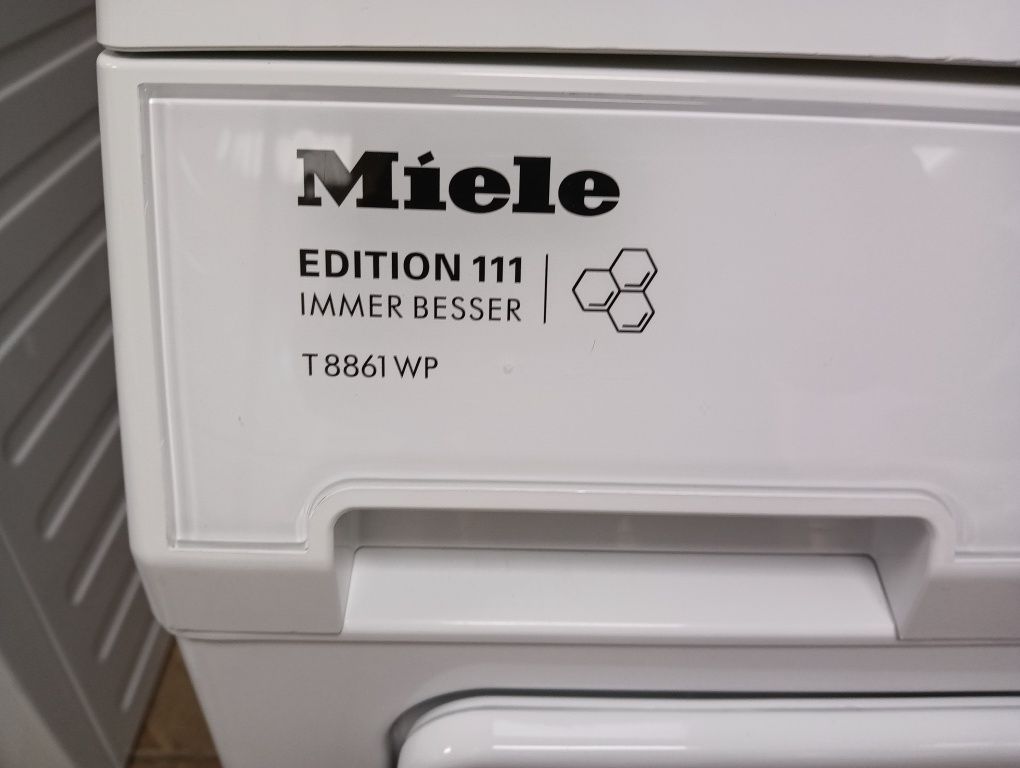 Miele
EDITION 111
IMMER BESSER
T 8861 WP